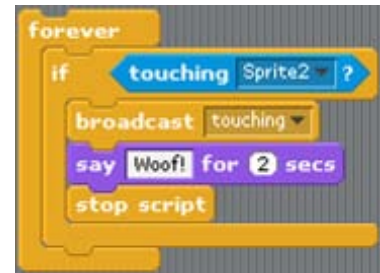 forever
if touching Sprite2 ?
broadcast touching
say Woof! for 2 secs
stop script